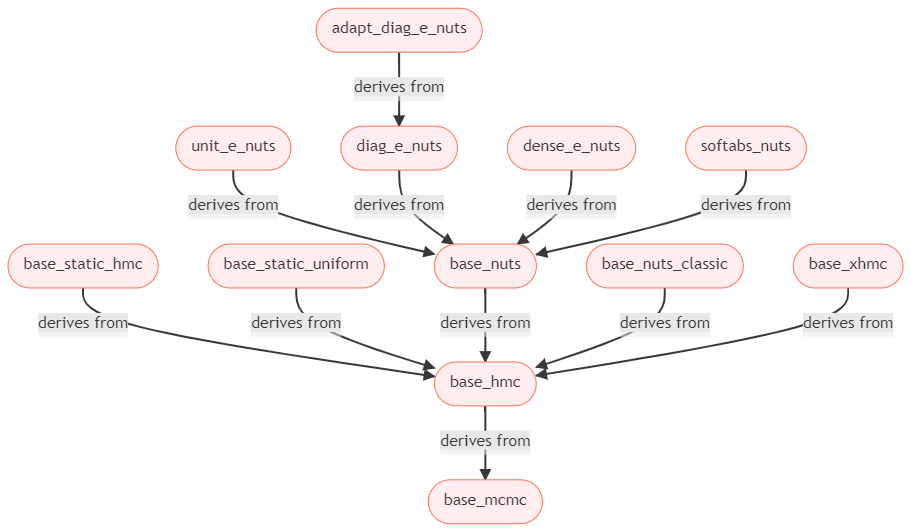 adapt_diag_e_nuts
derives from
unit_e_nuts
diag_e_nuts
dense_e_nuts
softabs_nuts
derives from
derives from
derives from
derives from
base_static_hmc
base_static_uniform
base_nuts
base_nuts_classic
base_xhmc
derives from
derives from
derives from
derives from
derives from
base_hmc
derives from
base_mcmc